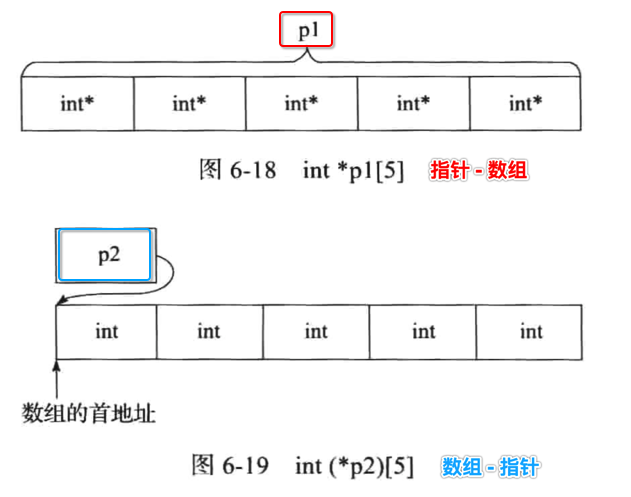 p1
int* int* int* int* int*
图 6-18 int *p1[5] 指针 - 数组
p2
int int int int int
数组的首地址
图 6-19 int (*p2)[5] 数组 - 指针